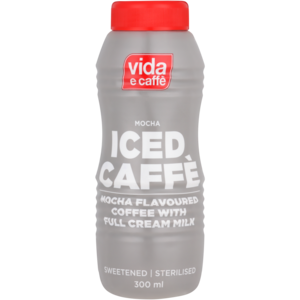 vida
e caffè
MOCHA
ICED
CAFFÈ
MOCHA FLAVOURED
COFFEE WITH
FULL CREAM MILK
SWEETENED | STERILISED
300 ml